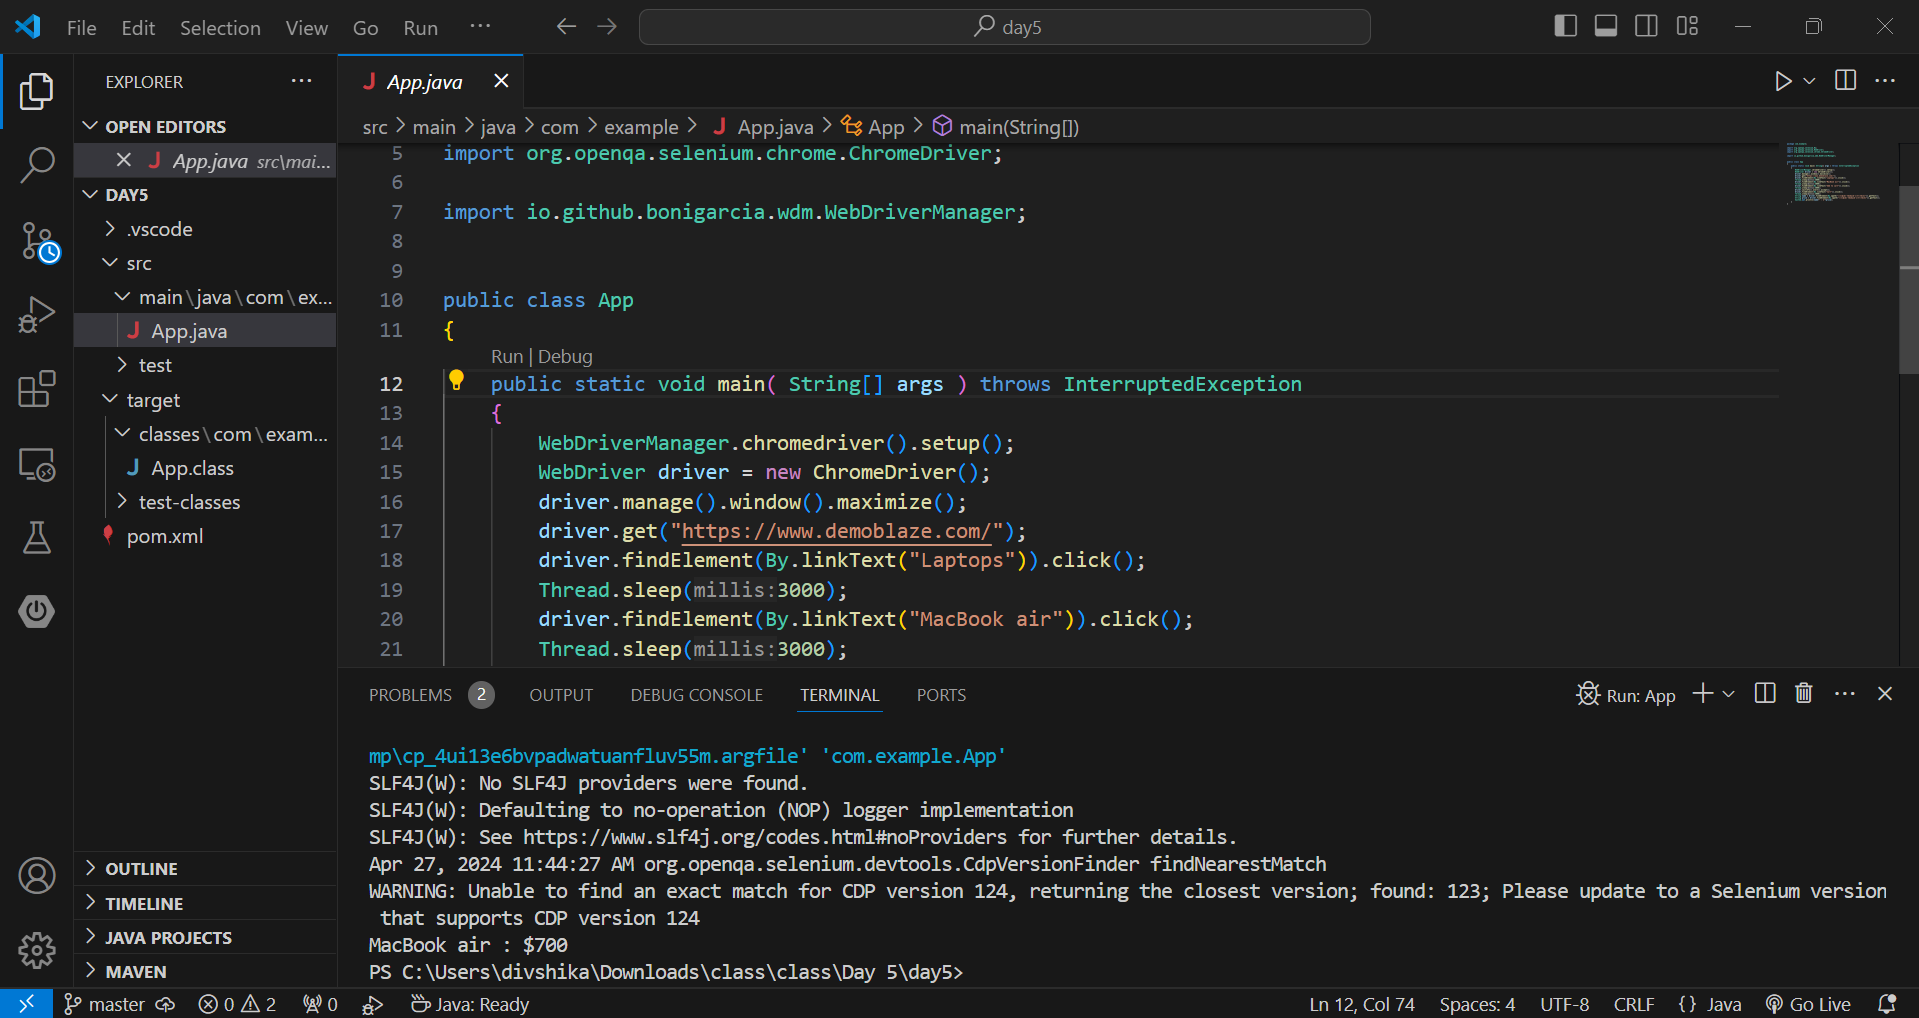 File Edit Selection View Go Run ··· day5
EXPLORER ···
OPEN EDITORS
App.java src\mai...
DAY5
.vscode
src
main\java\com\ex...
App.java
test
target
classes\com\exam...
App.class
test-classes
pom.xml
OUTLINE
TIMELINE
JAVA PROJECTS
MAVEN
App.java
src > main > java > com > example > App.java > App > main(String[])
5 import org.openqa.selenium.chrome.ChromeDriver;
6
7 import io.github.bonigarcia.wdm.WebDriverManager;
8
9
10 public class App
11 {
Run | Debug
12 public static void main( String[] args ) throws InterruptedException
13 {
14 WebDriverManager.chromedriver().setup();
15 WebDriver driver = new ChromeDriver();
16 driver.manage().window().maximize();
17 driver.get("https://www.demoblaze.com/");
18 driver.findElement(By.linkText("Laptops")).click();
19 Thread.sleep(millis:3000);
20 driver.findElement(By.linkText("MacBook air")).click();
21 Thread.sleep(millis:3000);
PROBLEMS 2 OUTPUT DEBUG CONSOLE TERMINAL PORTS Run: App
mp\cp_4ui13e6bvpadwatuanfluv55m.argfile' 'com.example.App'
SLF4J(W): No SLF4J providers were found.
SLF4J(W): Defaulting to no-operation (NOP) logger implementation
SLF4J(W): See https://www.slf4j.org/codes.html#noProviders for further details.
Apr 27, 2024 11:44:27 AM org.openqa.selenium.devtools.CdpVersionFinder findNearestMatch
WARNING: Unable to find an exact match for CDP version 124, returning the closest version; found: 123; Please update to a Selenium version
that supports CDP version 124
MacBook air : $700
PS C:\Users\divshika\Downloads\class\class\Day 5\day5>
master 0 2 0 Java: Ready Ln 12, Col 74 Spaces: 4 UTF-8 CRLF {} Java Go Live